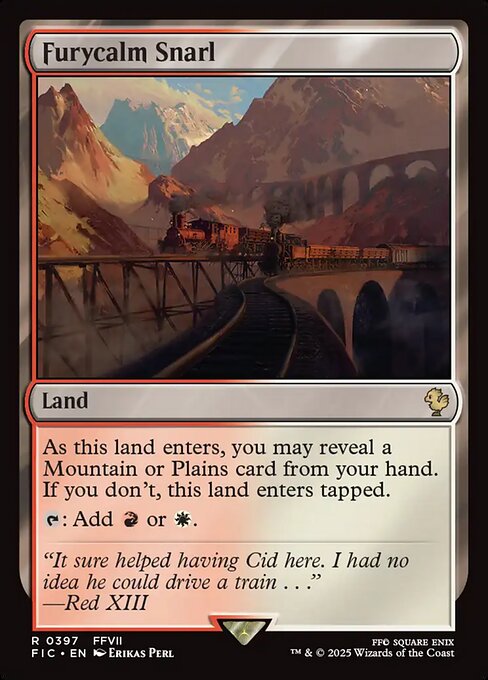 Furycalm Snarl
Land
As this land enters, you may reveal a
Mountain or Plains card from your hand.
If you don't, this land enters tapped.
: Add or .
"It sure helped having Cid here. I had no
idea he could drive a train . . ."
—Red XIII
R 0397 FFVII
FIC • EN Erikas Perl
FF© SQUARE ENIX
™ & © 2025 Wizards of the Coast